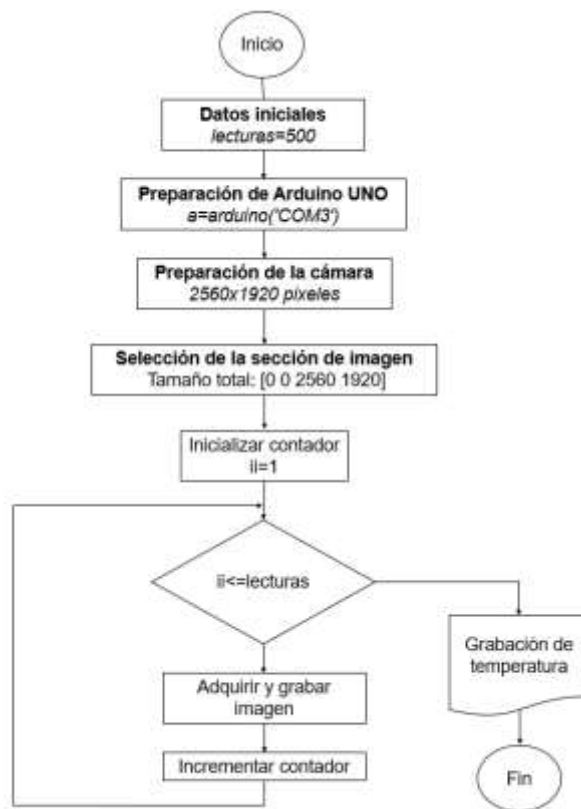 Inicio
Datos iniciales
lecturas=500
Preparación de Arduino UNO
a=arduino('COM3')
Preparación de la cámara
2560x1920 pixeles
Selección de la sección de imagen
Tamaño total: [0 0 2560 1920]
Inicializar contador
ii=1
ii<=lecturas
Adquirir y grabar
imagen
Incrementar contador
Grabación de
temperatura
Fin